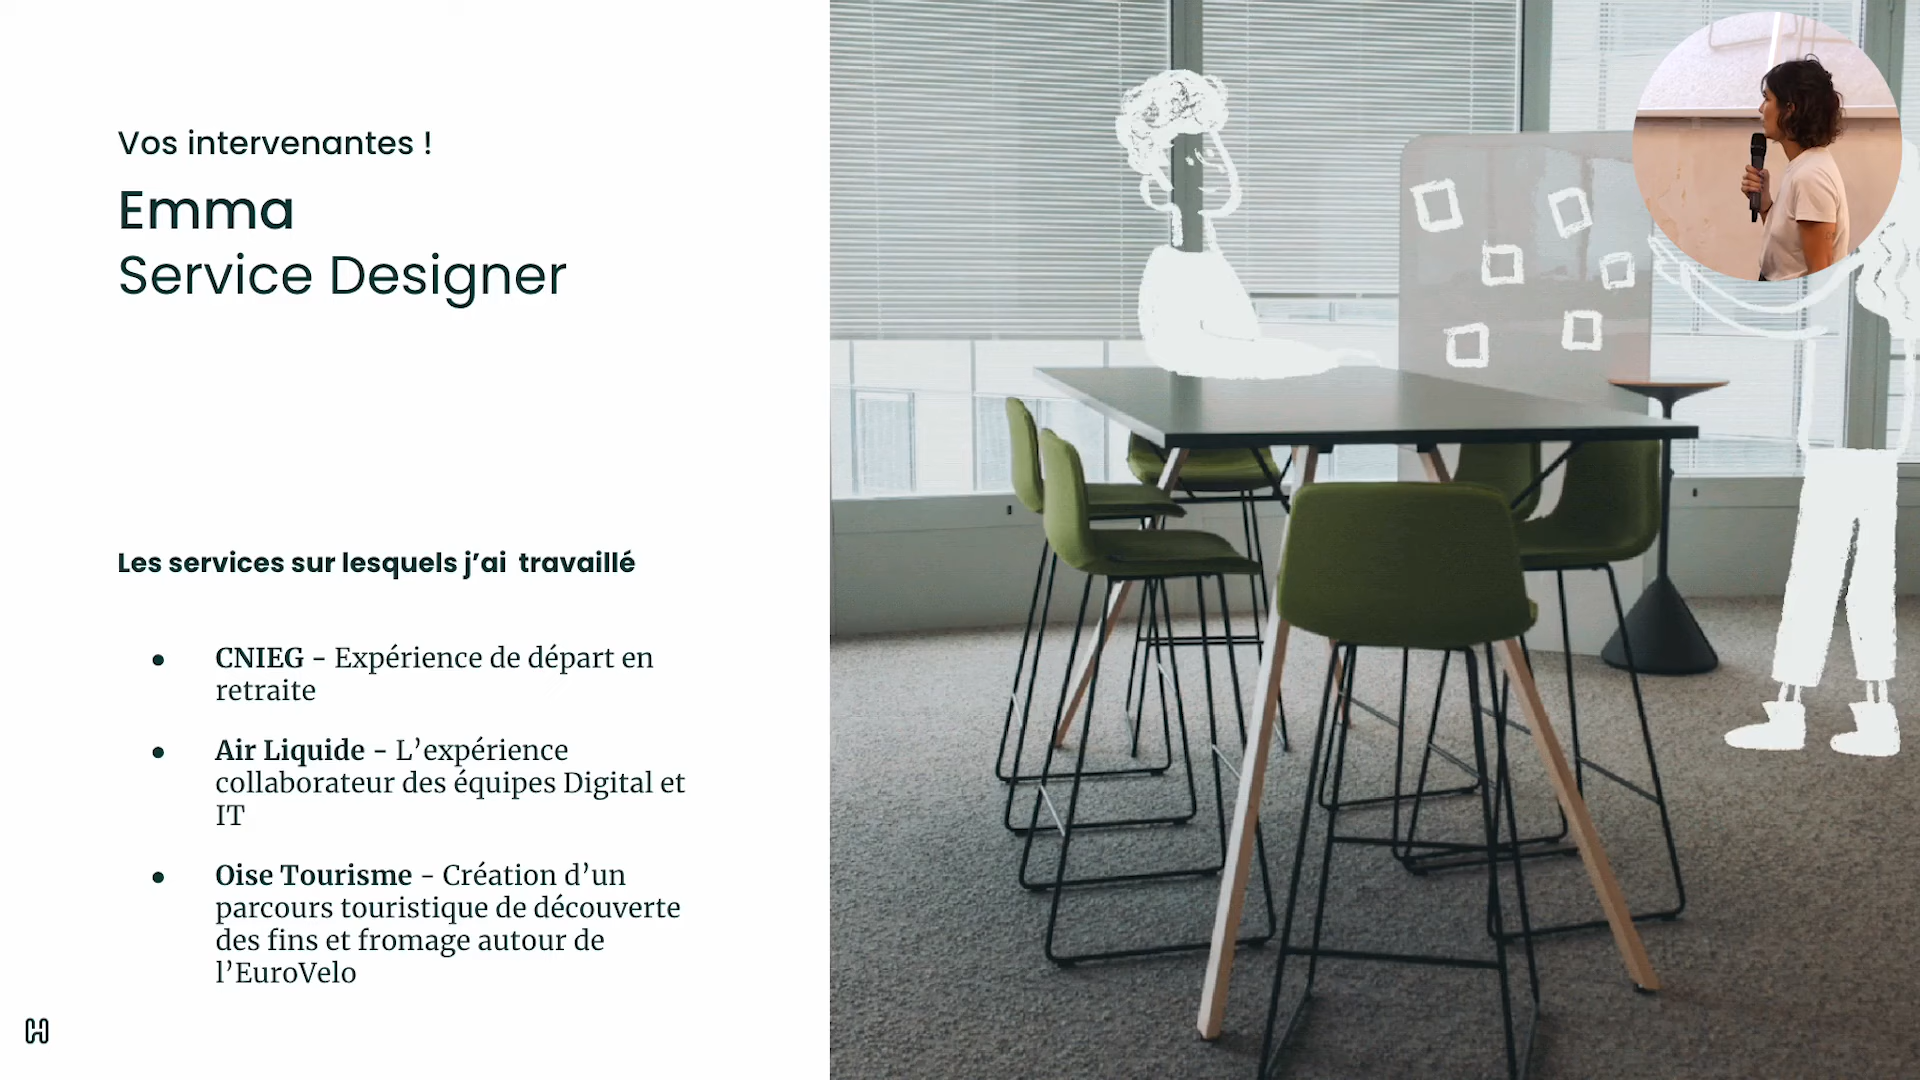 Vos intervenantes !
Emma
Service Designer
Les services sur lesquels j’ai  travaillé
● CNIEG - Expérience de départ en
retraite
● Air Liquide - L’expérience
collaborateur des équipes Digital et
IT
● Oise Tourisme - Création d’un
parcours touristique de découverte
des fins et fromage autour de
l’EuroVelo